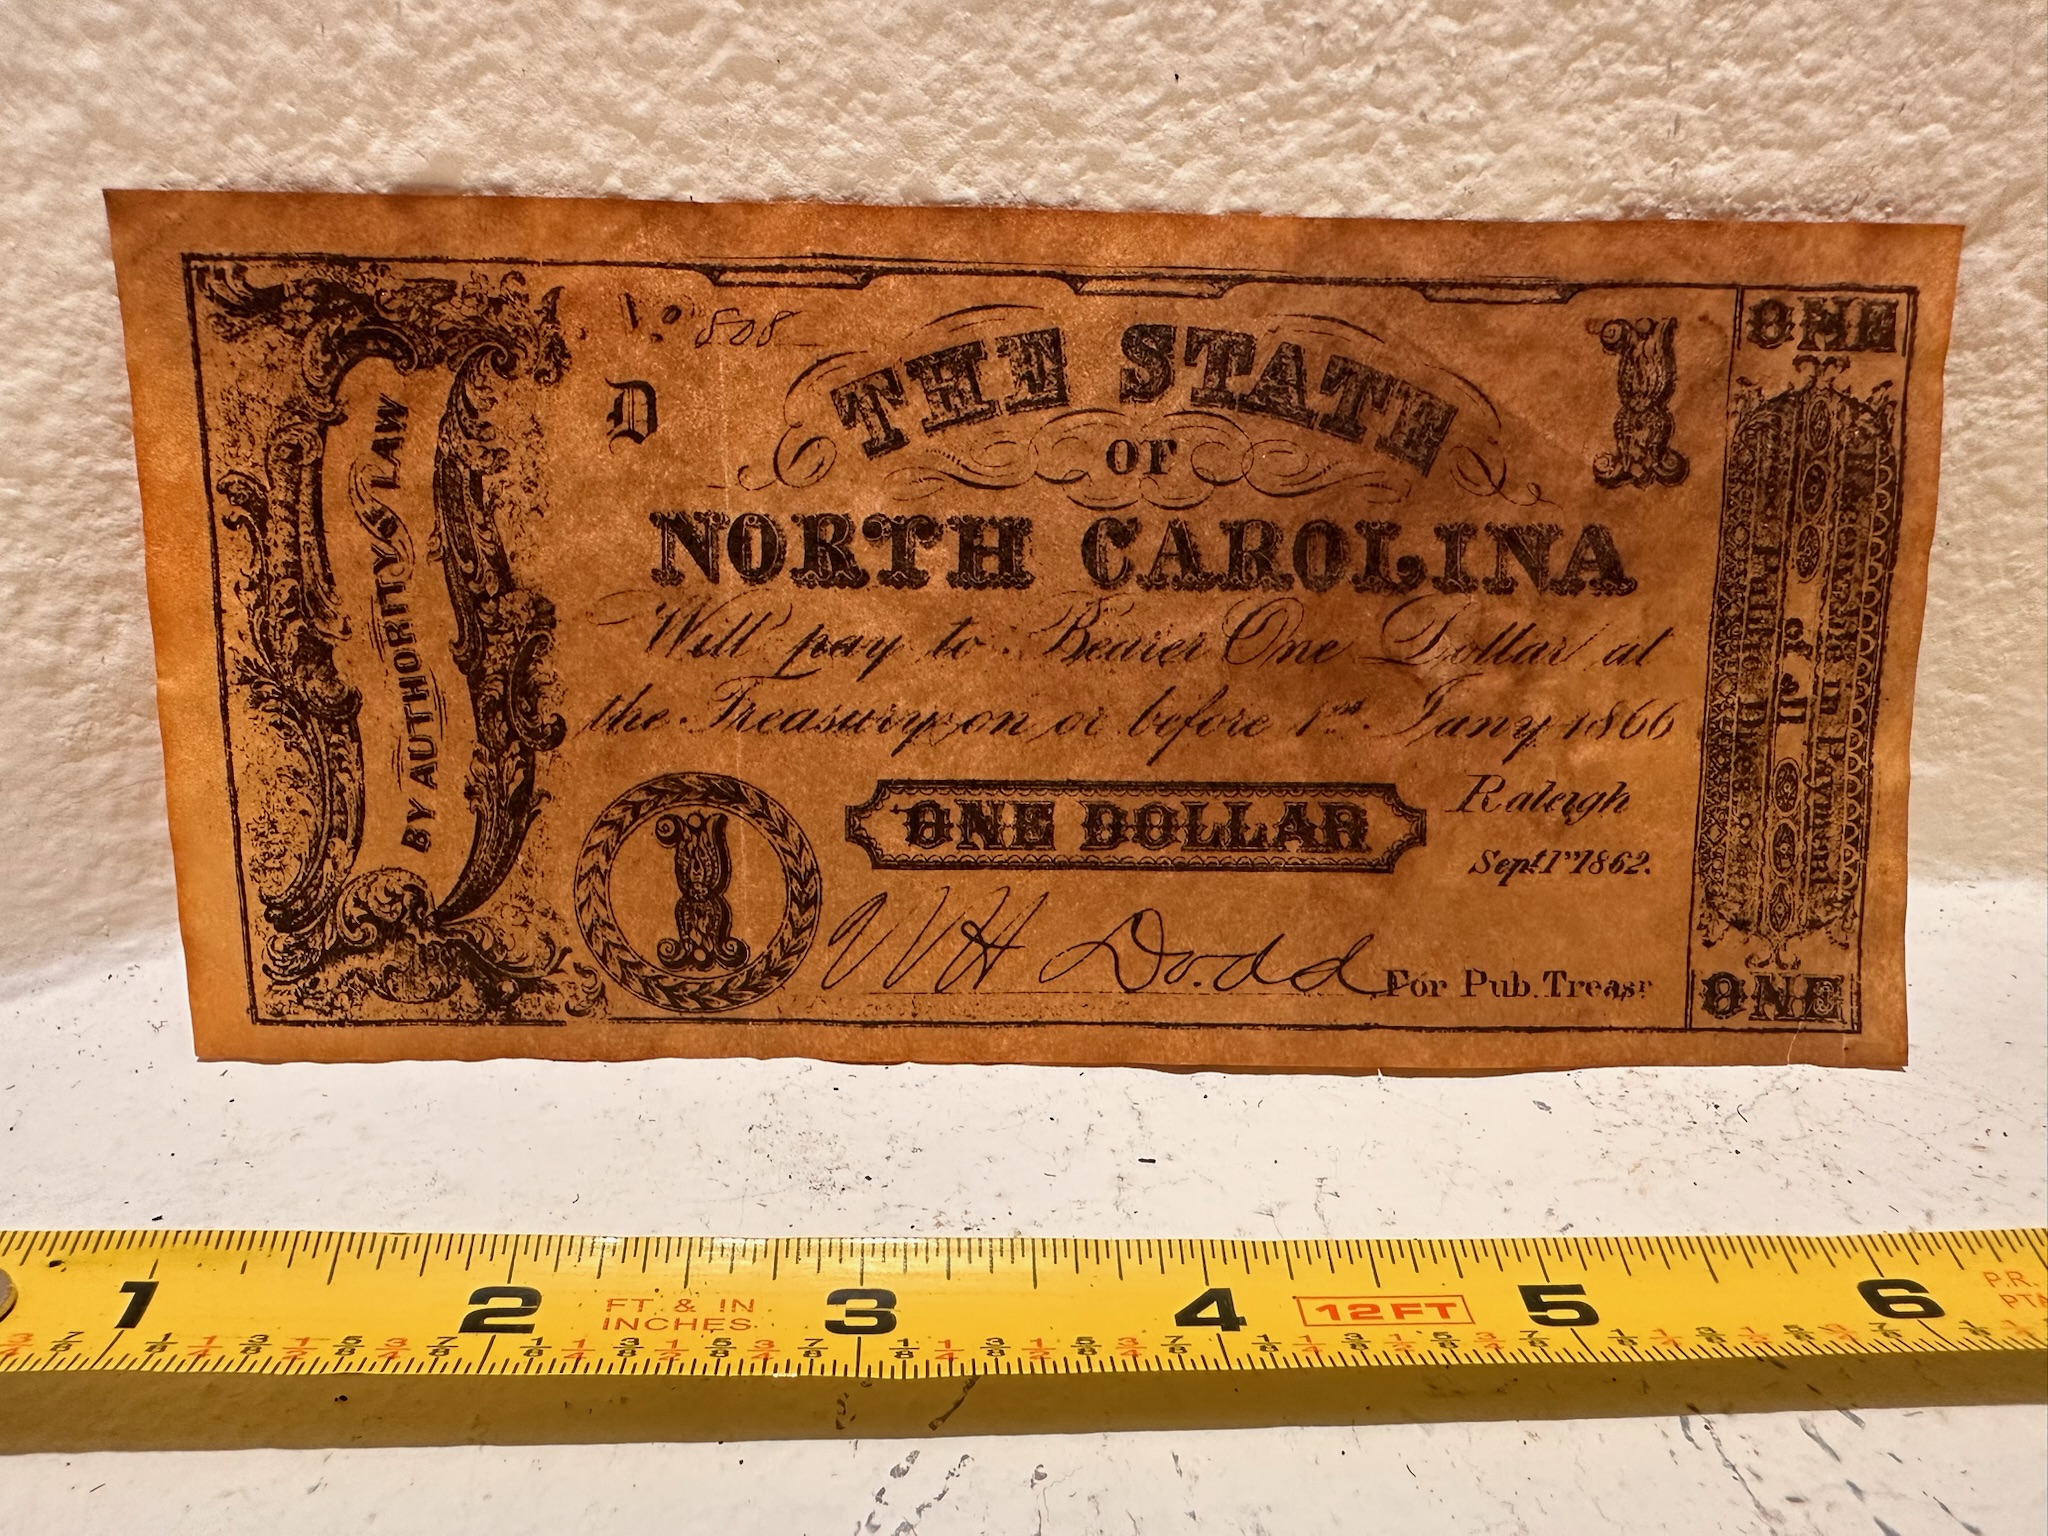 No 808
D
THE STATE
OF
NORTH CAROLINA
1
Will pay to Bearer One Dollar at
the Treasury on or before 1st. Jany 1866
ONE DOLLAR
Raleigh
Sept. 1st 1862.
1
W H Dodd
For Pub. Treasr
BY AUTHORITY OF LAW
ONE
Receivable in Payment
of all
Public Dues
ONE
1 2 3 4 5 6
FT & IN
INCHES
12 FT
P.R.